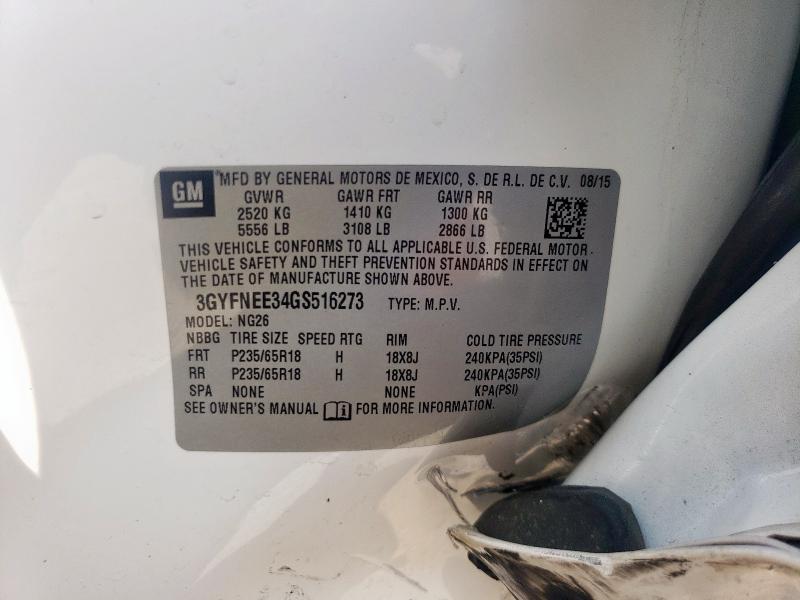 GM
MFD BY GENERAL MOTORS DE MEXICO, S. DE R.L. DE C.V. 08/15
GVWR GAWR FRT GAWR RR
2520 KG 1410 KG 1300 KG
5556 LB 3108 LB 2866 LB
THIS VEHICLE CONFORMS TO ALL APPLICABLE U.S. FEDERAL MOTOR
VEHICLE SAFETY AND THEFT PREVENTION STANDARDS IN EFFECT ON
THE DATE OF MANUFACTURE SHOWN ABOVE.
3GYFNEE34GS516273 TYPE: M.P.V.
MODEL: NG26
NBBG TIRE SIZE SPEED RTG RIM COLD TIRE PRESSURE
FRT P235/65R18 H 18X8J 240KPA(35PSI)
RR P235/65R18 H 18X8J 240KPA(35PSI)
SPA NONE NONE KPA(PSI)
SEE OWNER'S MANUAL FOR MORE INFORMATION.